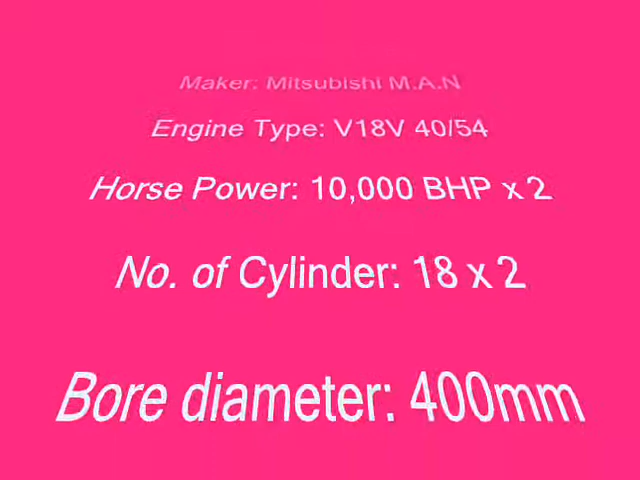 Maker: Mitsubishi M.A.N
Engine Type: V18V 40/54
Horse Power: 10,000 BHP x 2
No. of Cylinder: 18 x 2
Bore diameter: 400mm